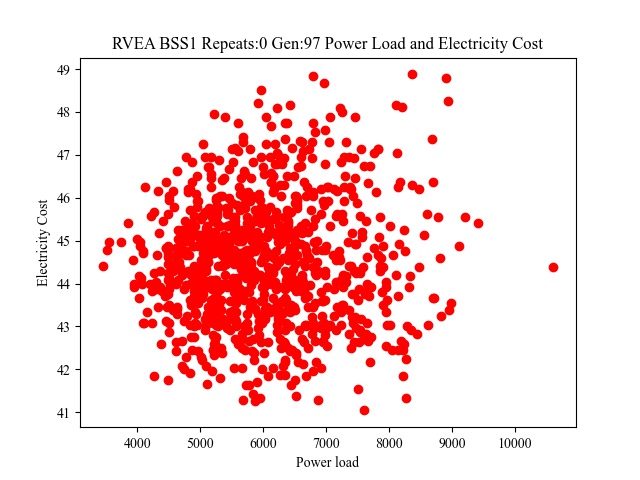 RVEA BSS1 Repeats:0 Gen:97 Power Load and Electricity Cost
49
48
47
46
45
44
43
42
41
Electricity Cost
4000 5000 6000 7000 8000 9000 10000
Power load